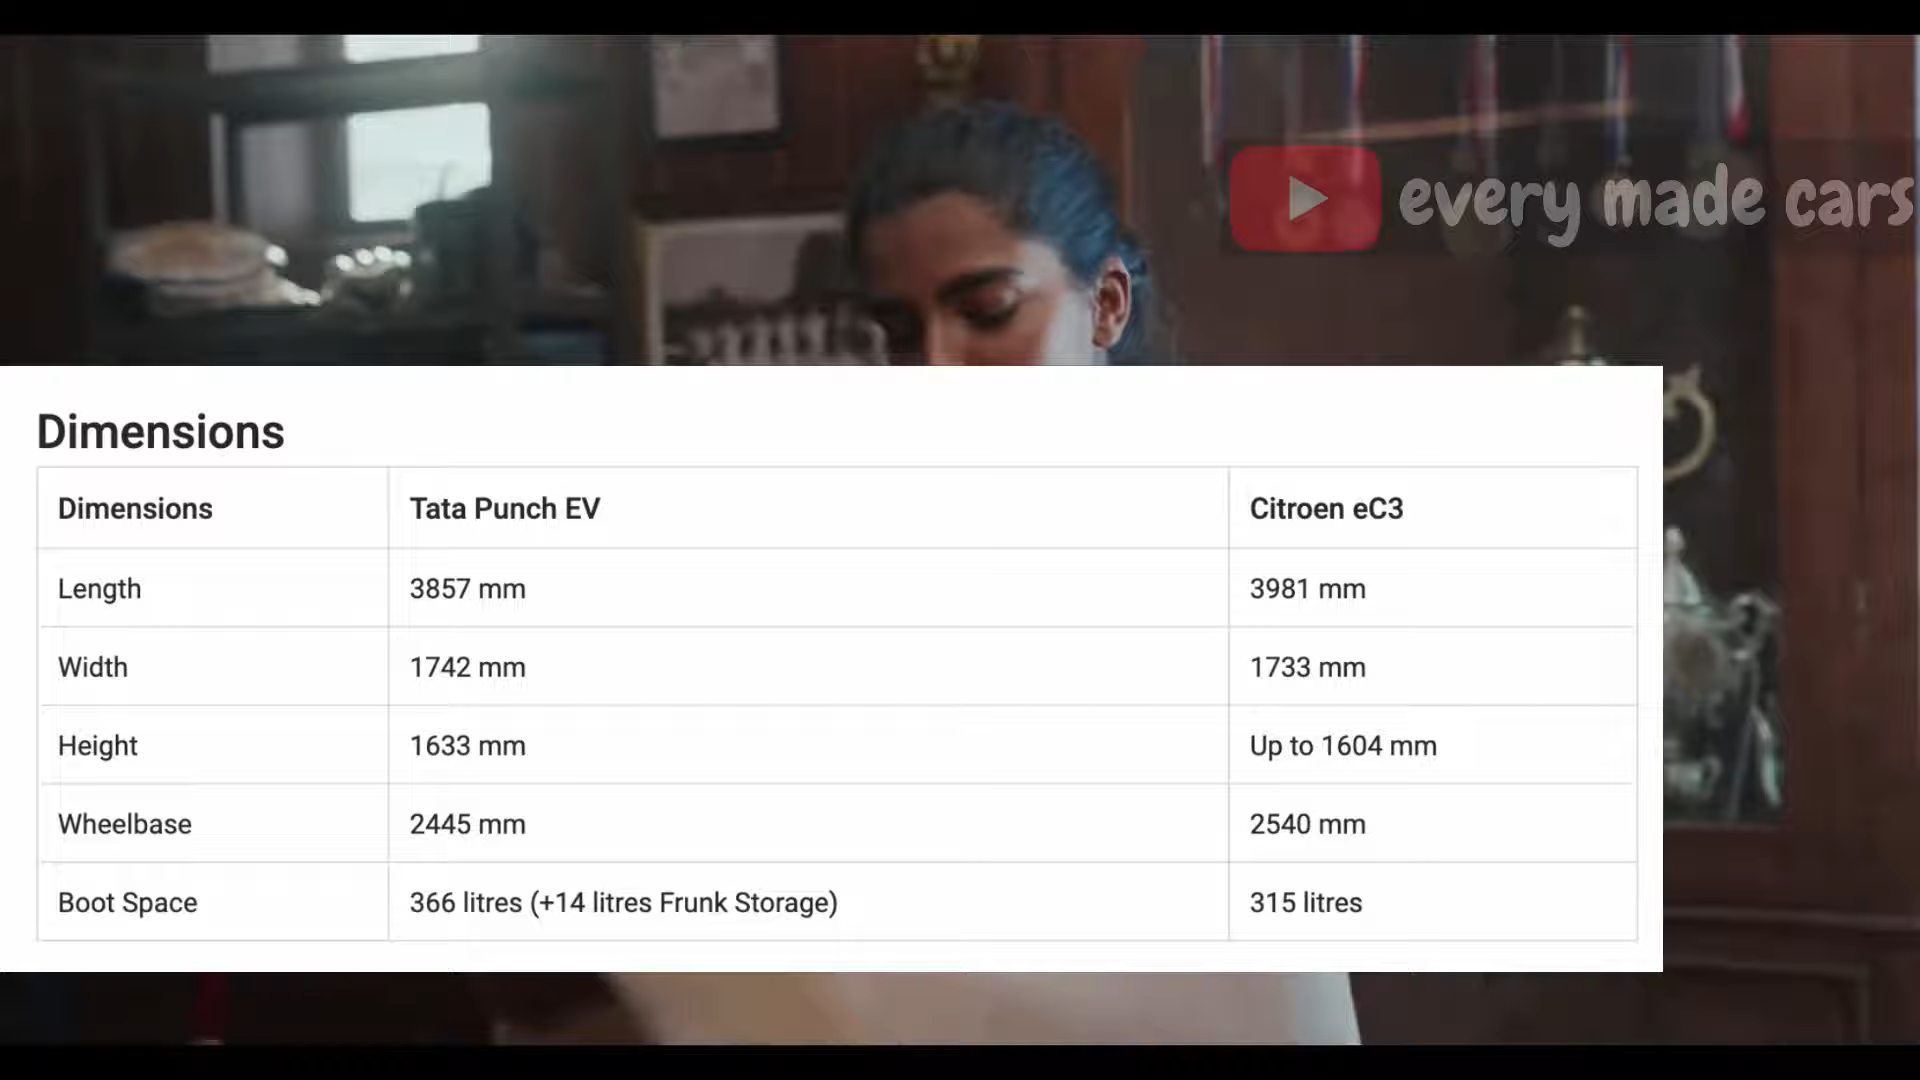 every made cars
Dimensions
Dimensions Tata Punch EV Citroen eC3
Length 3857 mm 3981 mm
Width 1742 mm 1733 mm
Height 1633 mm Up to 1604 mm
Wheelbase 2445 mm 2540 mm
Boot Space 366 litres (+14 litres Frunk Storage) 315 litres